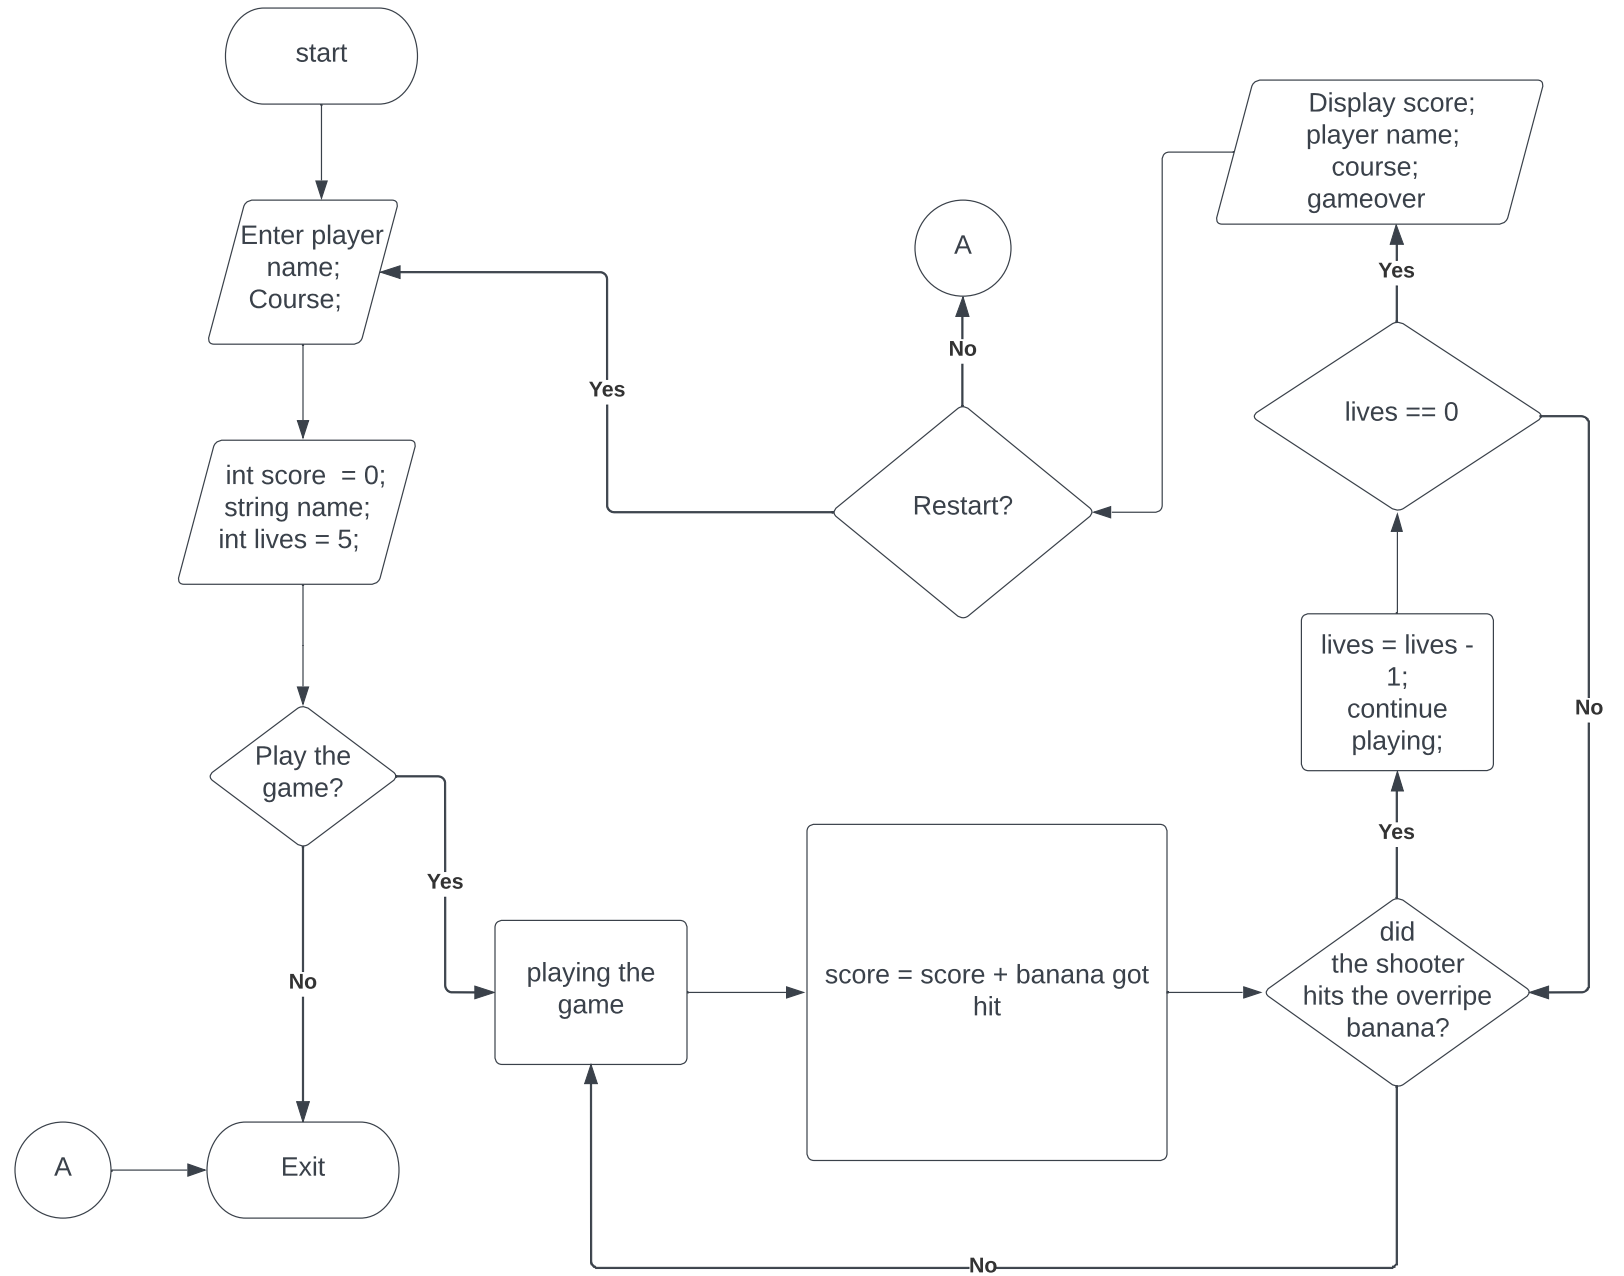 start
Enter player
name;
Course;
int score  = 0;
string name;
int lives = 5;
Play the
game?
Yes
No
A
Exit
playing the
game
score = score + banana got
hit
did
the shooter
hits the overripe
banana?
No
Yes
lives = lives -
1;
continue
playing;
lives == 0
No
Yes
Display score;
player name;
course;
gameover
Restart?
Yes
No
A